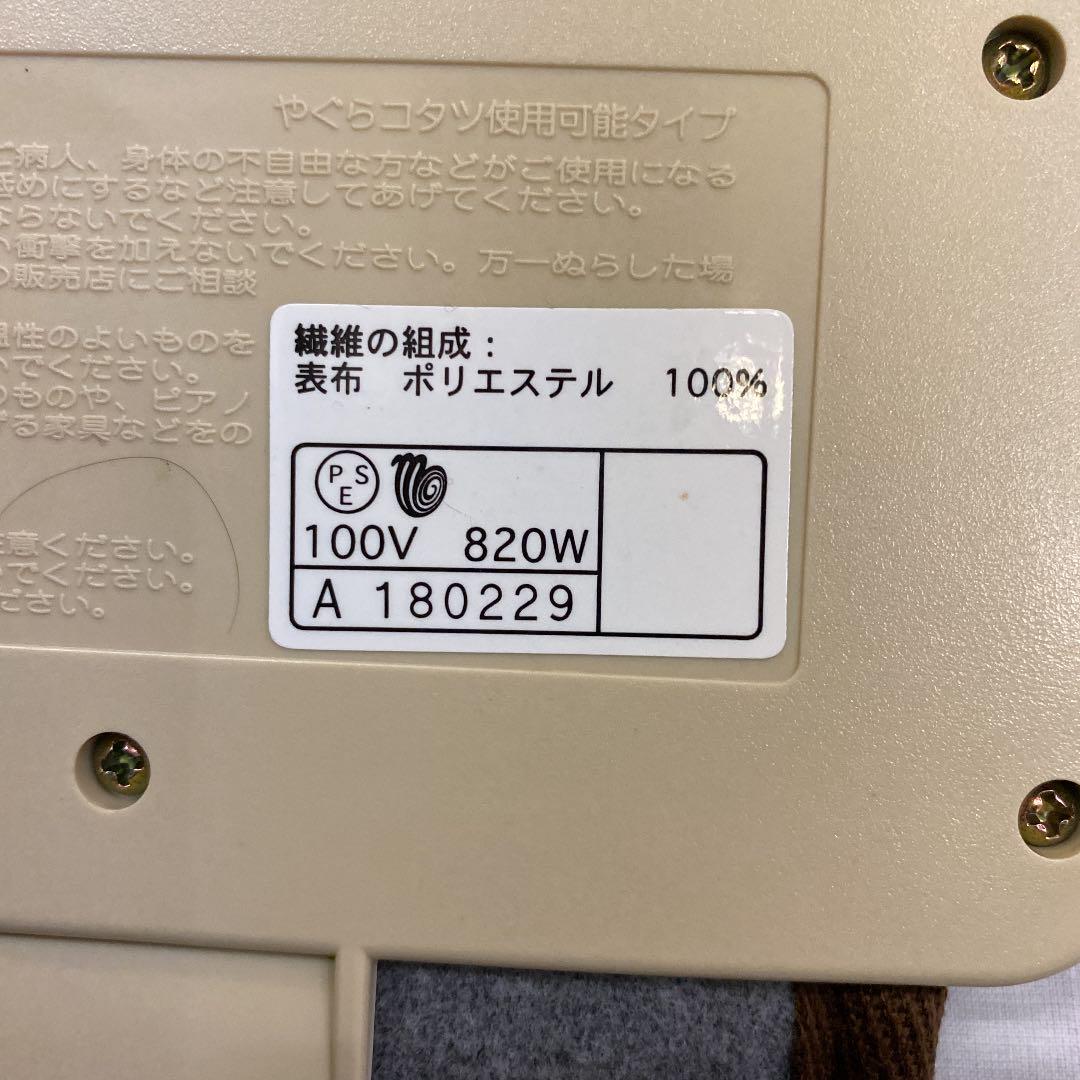 やぐらコタツ使用可能タイプ
ご病人、身体の不自由な方などがご使用になる
低めにするなど注意してあげてください。
ならないでください。
衝撃を加えないでください。万一ぬらした場
販売店にご相談
性のよいものを
でください。
のものや、ピアノ
する家具などをの
注意ください。
でください。
ださい。
繊維の組成:
表布 ポリエステル 100%
PSE
100V 820W
A 180229